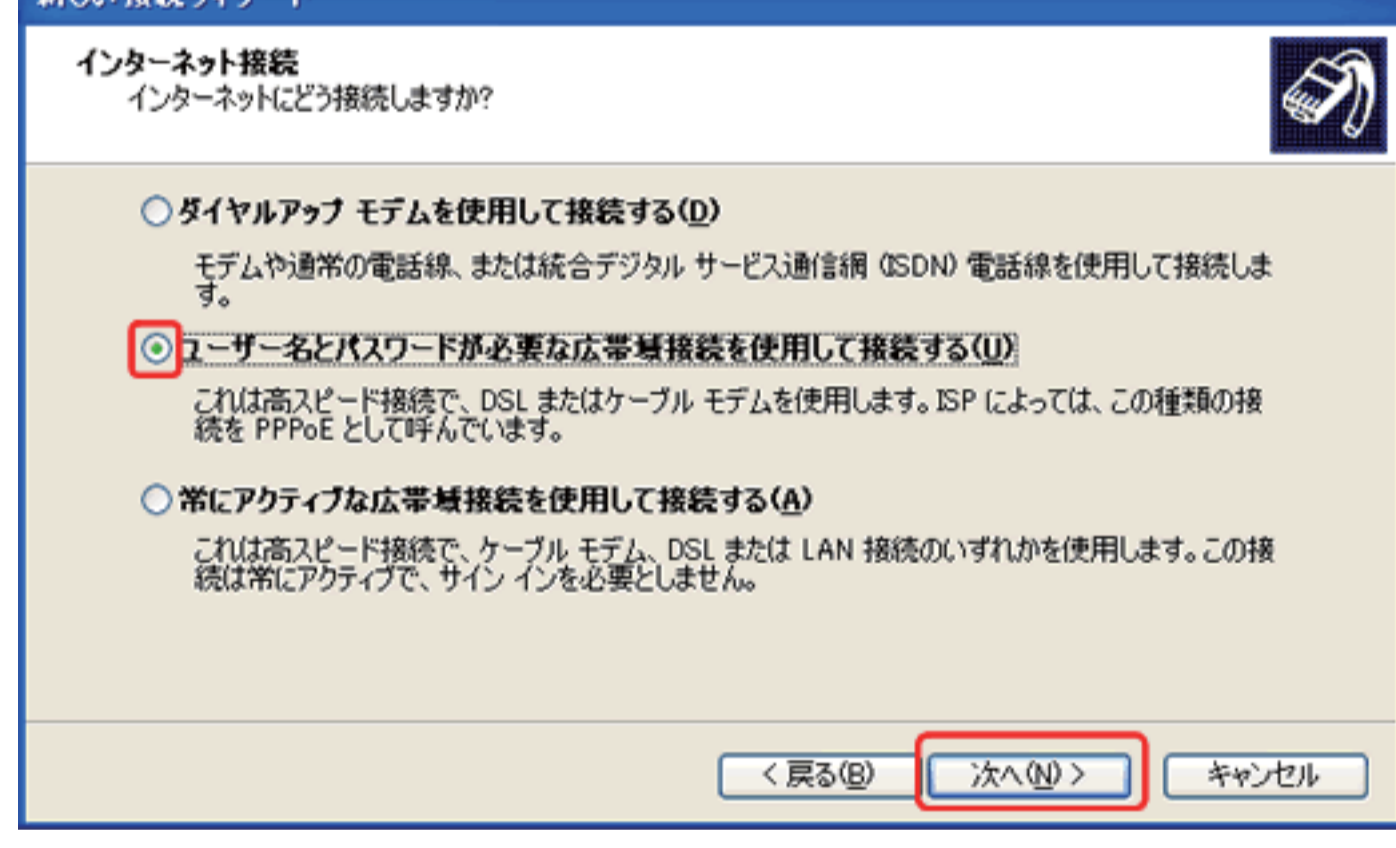 新しい接続ウィザード
インターネット接続
インターネットにどう接続しますか?
ダイヤルアップ モデムを使用して接続する(D)
モデムや通常の電話線、または統合デジタル サービス通信網 (ISDN) 電話線を使用して接続しま
す。
ユーザー名とパスワードが必要な広帯域接続を使用して接続する(U)
これは高スピード接続で、DSL またはケーブル モデムを使用します。ISP によっては、この種類の接
続を PPPoE として呼んでいます。
常にアクティブな広帯域接続を使用して接続する(A)
これは高スピード接続で、ケーブル モデム、DSL または LAN 接続のいずれかを使用します。この接
続は常にアクティブで、サイン インを必要としません。
< 戻る(B)
次へ(N) >
キャンセル